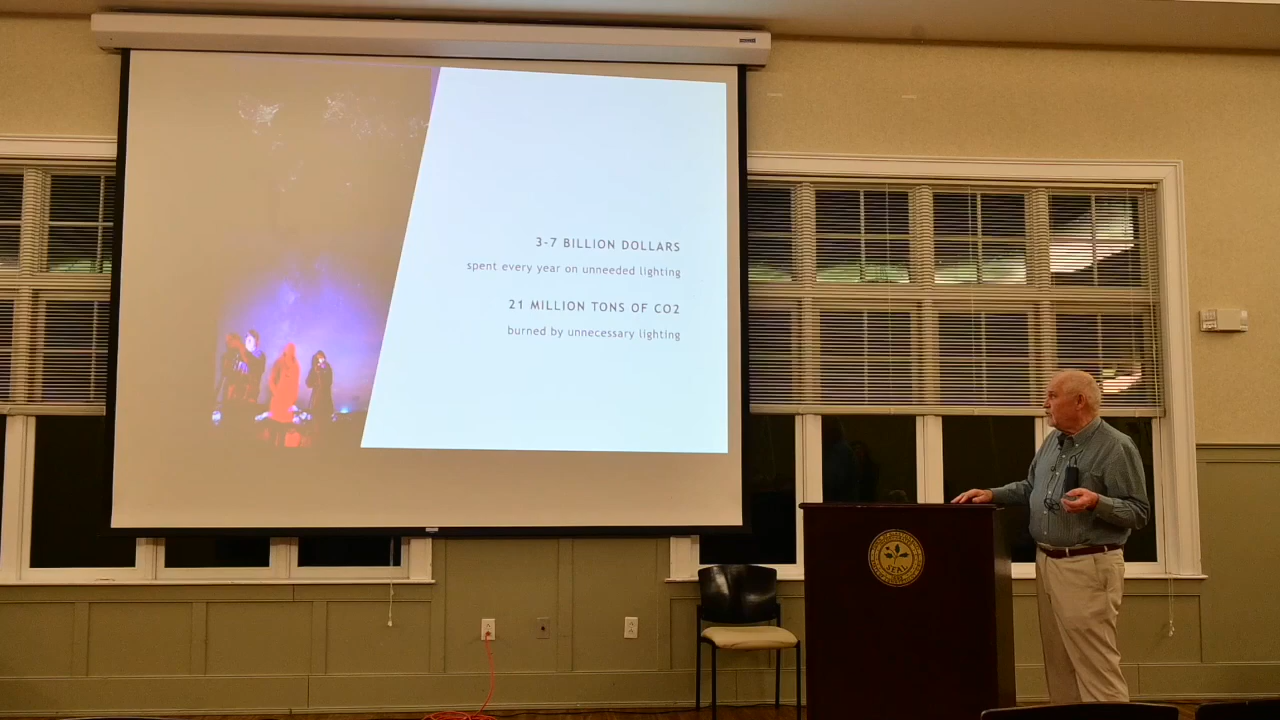 3-7 BILLION DOLLARS
spent every year on unneeded lighting
21 MILLION TONS OF CO2
burned by unnecessary lighting
SEAL